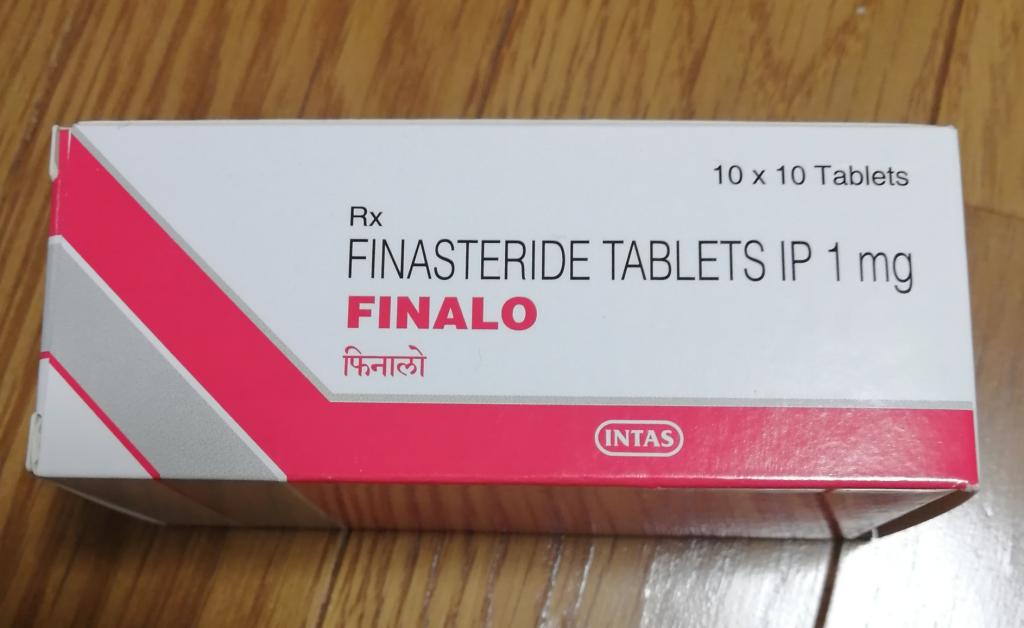 10 x 10 Tablets
Rx
FINASTERIDE TABLETS IP 1 mg
FINALO
फिनालो
INTAS